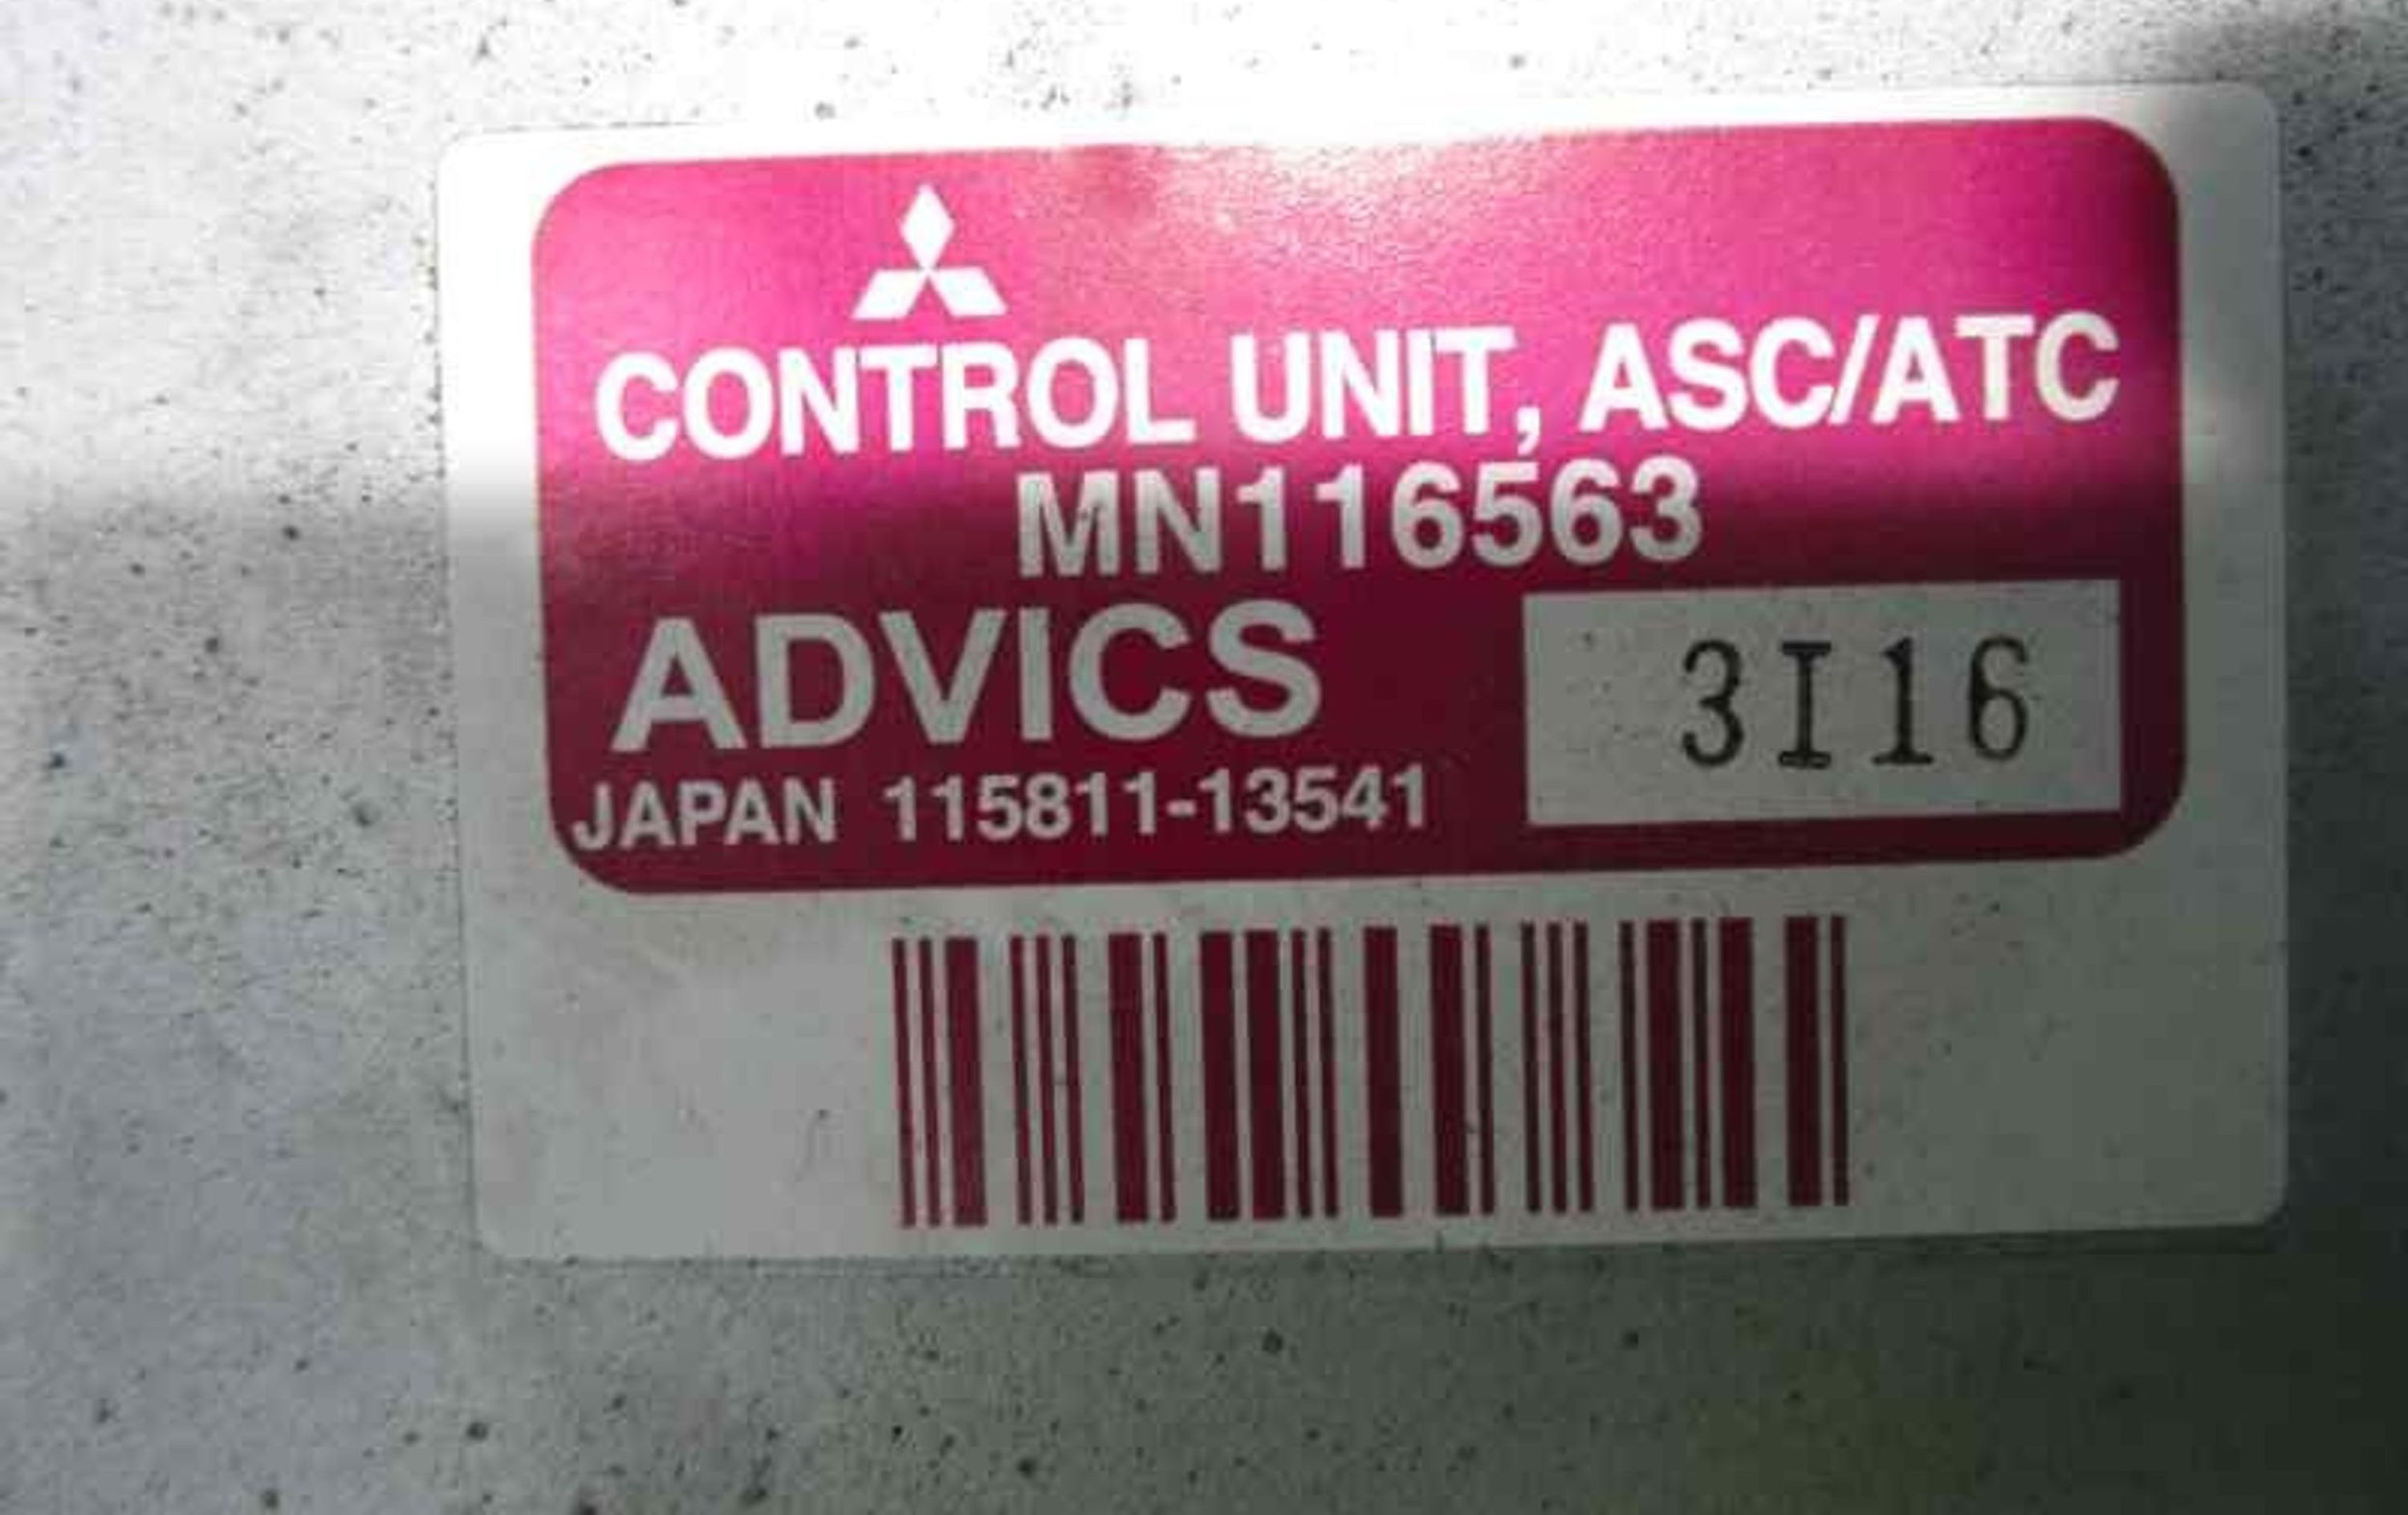 CONTROL UNIT, ASC/ATC
MN116563
ADVICS
3I16
JAPAN 115811-13541